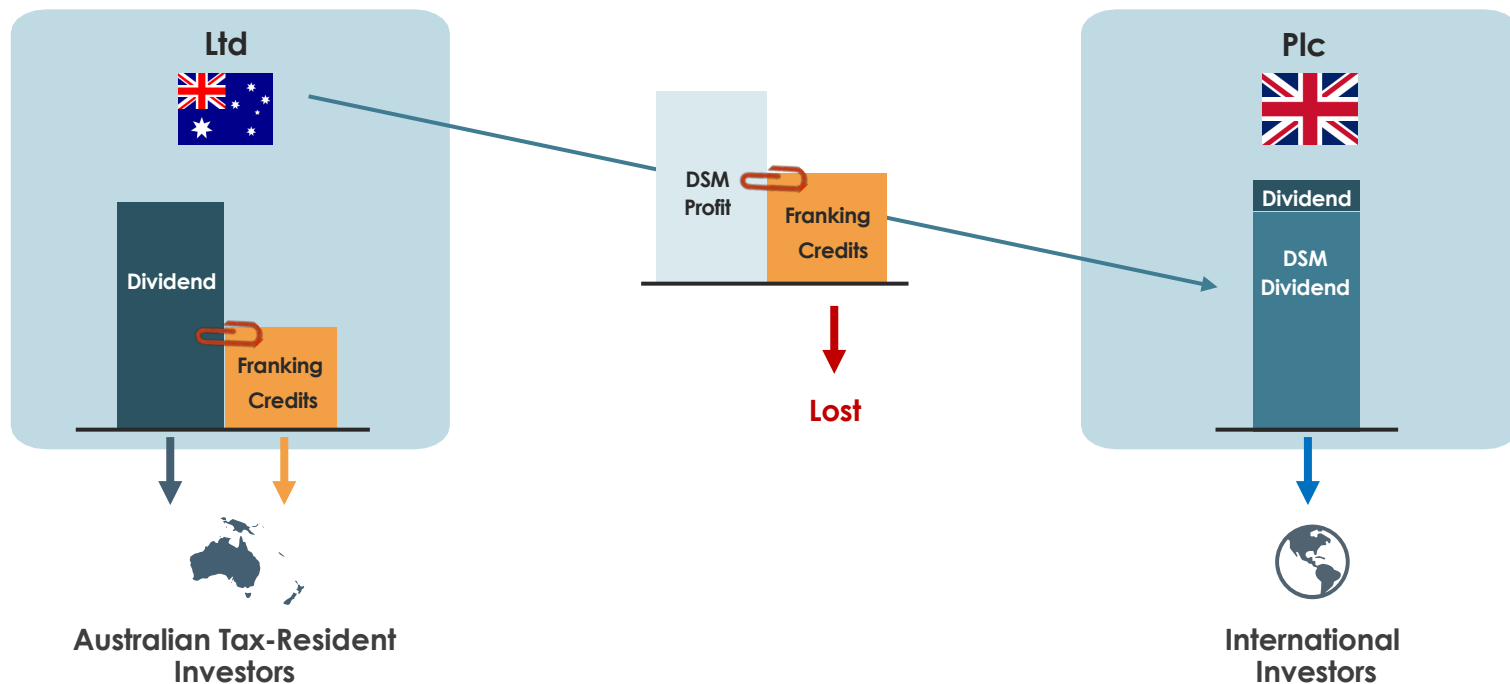 Ltd
Dividend
Franking
Credits
Australian Tax-Resident
Investors
DSM
Profit
Franking
Credits
Lost
Plc
Dividend
DSM
Dividend
International
Investors